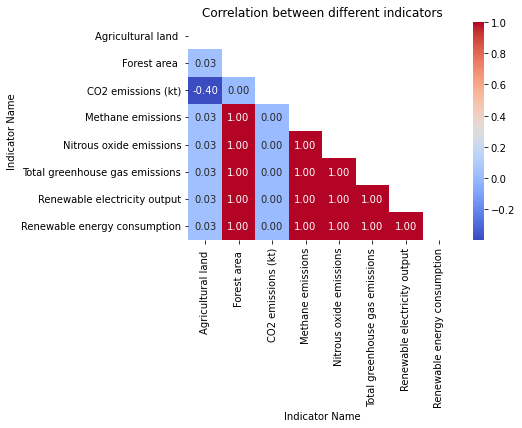 Correlation between different indicators
Indicator Name
Agricultural land
Forest area 0.03
CO2 emissions (kt) -0.40 0.00
Methane emissions 0.03 1.00 0.00
Nitrous oxide emissions 0.03 1.00 0.00 1.00
Total greenhouse gas emissions 0.03 1.00 0.00 1.00 1.00
Renewable electricity output 0.03 1.00 0.00 1.00 1.00 1.00
Renewable energy consumption 0.03 1.00 0.00 1.00 1.00 1.00 1.00
Agricultural land
Forest area
CO2 emissions (kt)
Methane emissions
Nitrous oxide emissions
Total greenhouse gas emissions
Renewable electricity output
Renewable energy consumption
Indicator Name
1.0
0.8
0.6
0.4
0.2
0.0
−0.2